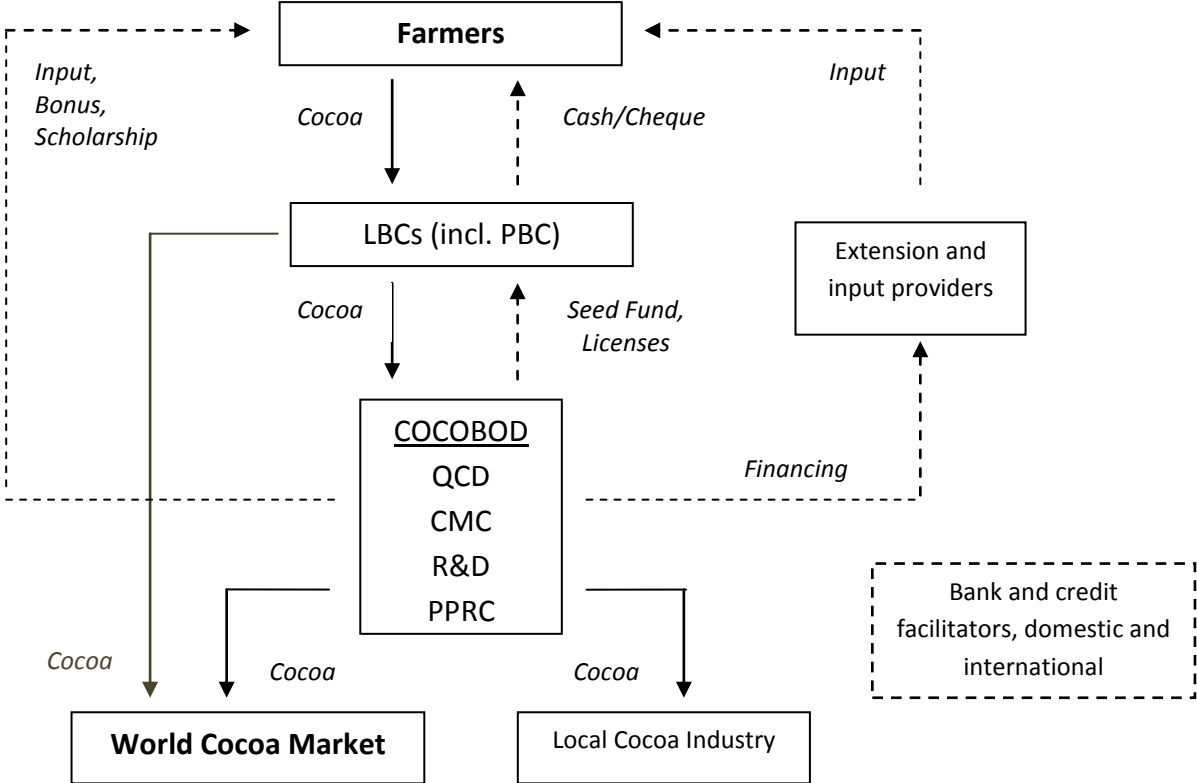 Farmers
Input,
Bonus,
Scholarship
Cocoa
Cash/Cheque
Input
LBCs (incl. PBC)
Extension and
input providers
Cocoa
Seed Fund,
Licenses
COCOBOD
QCD
CMC
R&D
PPRC
Financing
Bank and credit
facilitators, domestic and
international
Cocoa
Cocoa
Cocoa
World Cocoa Market
Local Cocoa Industry